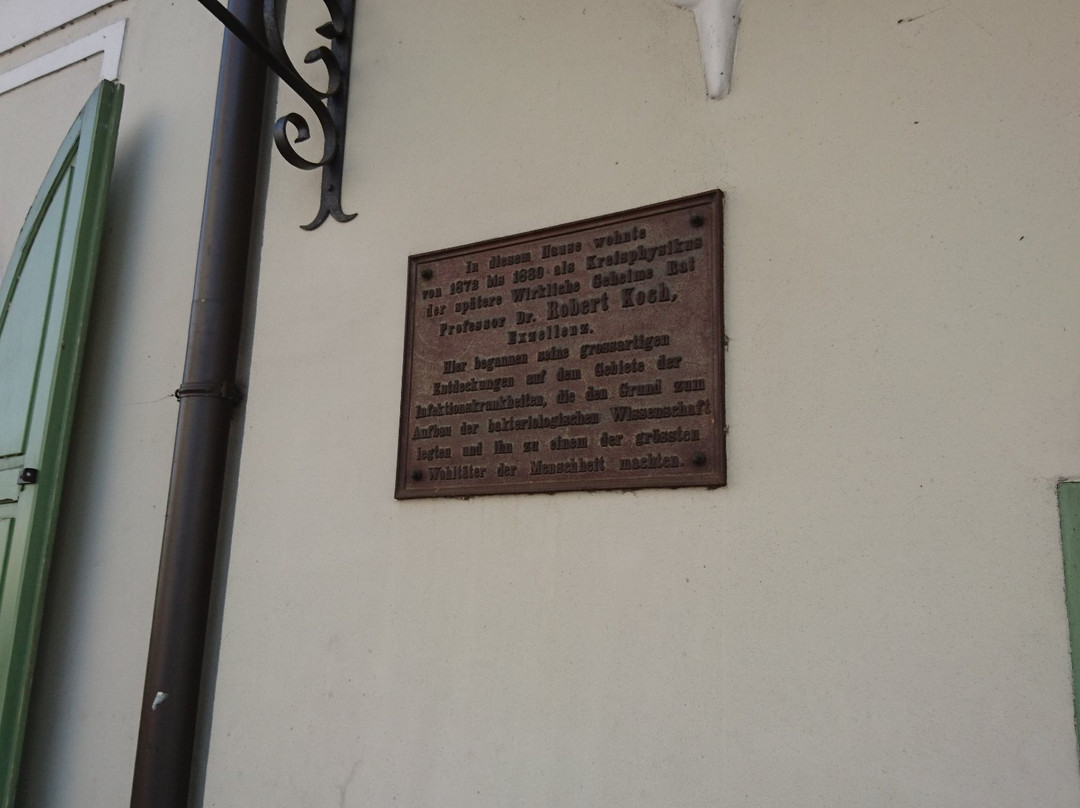 In diesem Hause wohnte
von 1872 bis 1880 als Kreisphysikus
der spätere Wirkliche Geheime Rat
Professor Dr. Robert Koch,
Exzellenz.
Hier begannen seine grossartigen
Entdeckungen auf dem Gebiete der
Infektionskrankheiten, die den Grund zum
Aufbau der bakteriologischen Wissenschaft
legten und ihn zu einem der grössten
Wohltäter der Menschheit machten.